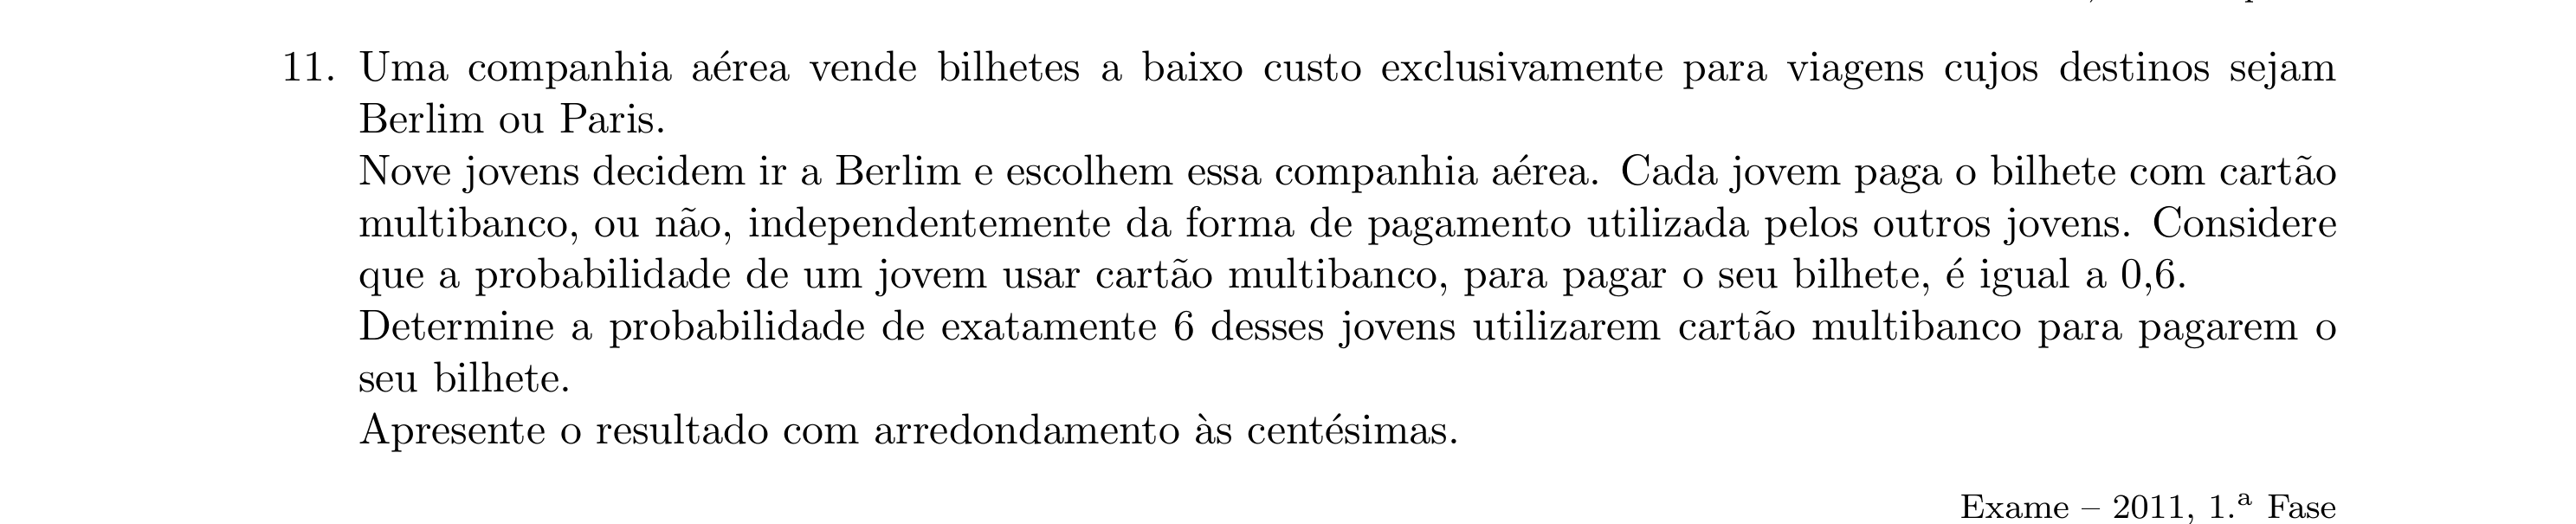 11. Uma companhia aérea vende bilhetes a baixo custo exclusivamente para viagens cujos destinos sejam
Berlim ou Paris.
Nove jovens decidem ir a Berlim e escolhem essa companhia aérea. Cada jovem paga o bilhete com cartão
multibanco, ou não, independentemente da forma de pagamento utilizada pelos outros jovens. Considere
que a probabilidade de um jovem usar cartão multibanco, para pagar o seu bilhete, é igual a 0,6.
Determine a probabilidade de exatamente 6 desses jovens utilizarem cartão multibanco para pagarem o
seu bilhete.
Apresente o resultado com arredondamento às centésimas.
Exame – 2011, 1.ª Fase